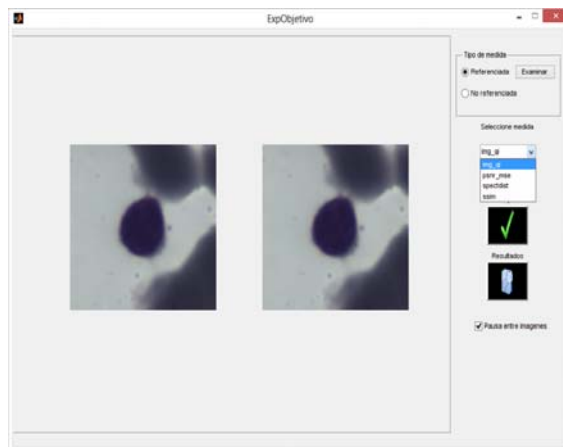 ExpObjetivo
Tipo de medida
Referenciada Examinar
No referenciada
Seleccione medida
img_qi
img_qi
psnr_mse
spectdist
ssim
Resultados
Pausa entre imagenes